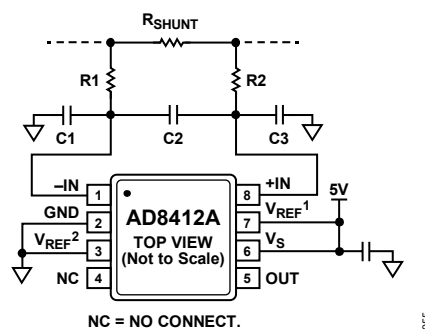 RSHUNT
R1
R2
C1
C2
C3
–IN
1
8
+IN
5V
GND
2
AD8412A
7
VREF1
VREF2
3
TOP VIEW
(Not to Scale)
6
VS
NC
4
5
OUT
NC = NO CONNECT.